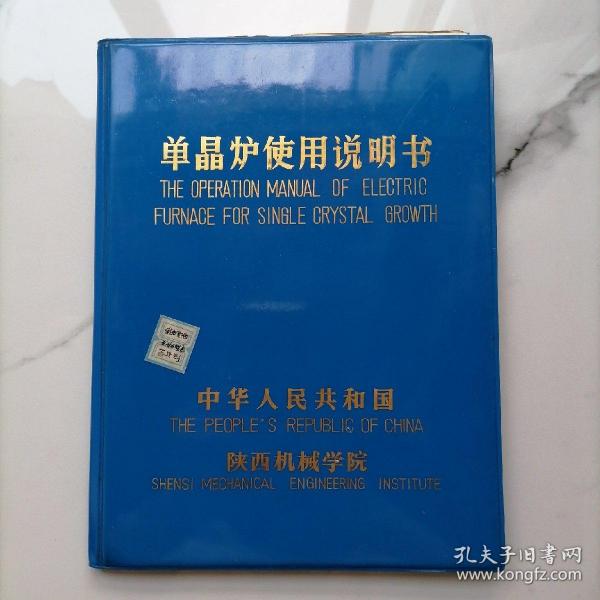 单晶炉使用说明书
THE OPERATION MANUAL OF ELECTRIC
FURNACE FOR SINGLE CRYSTAL GROWTH
中华人民共和国
THE PEOPLE'S REPUBLIC OF CHINA
陕西机械学院
SHENSI MECHANICAL ENGINEERING INSTITUTE
孔夫子旧书网
www.kongfz.com